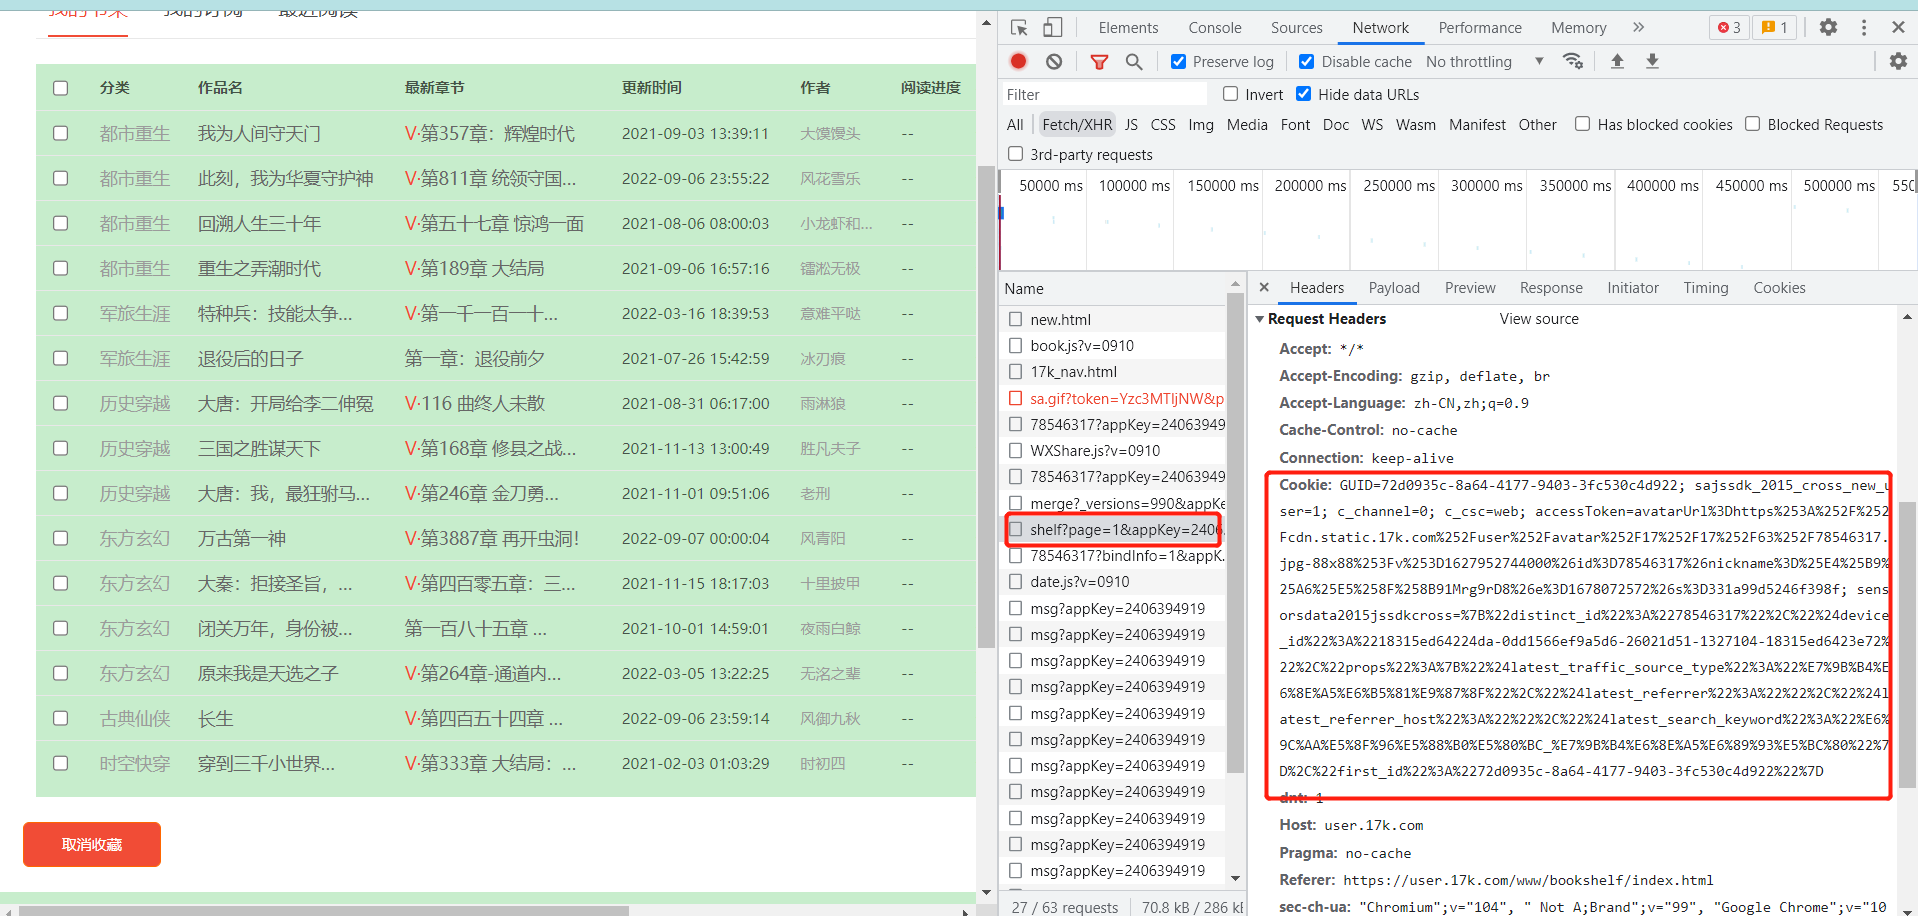 我的书架 我的订阅 最近阅读
分类 作品名 最新章节 更新时间 作者 阅读进度
都市重生 我为人间守天门 V·第357章：辉煌时代 2021-09-03 13:39:11 大馍馒头 --
都市重生 此刻，我为华夏守护神 V·第811章 统领守国... 2022-09-06 23:55:22 风花雪乐 --
都市重生 回溯人生三十年 V·第五十七章 惊鸿一面 2021-08-06 08:00:03 小龙虾和... --
都市重生 重生之弄潮时代 V·第189章 大结局 2021-09-06 16:57:16 镭淞无极 --
军旅生涯 特种兵：技能太争... V·第一千一百一十... 2022-03-16 18:39:53 意难平哒 --
军旅生涯 退役后的日子 第一章：退役前夕 2021-07-26 15:42:59 冰刃痕 --
历史穿越 大唐：开局给李二伸冤 V·116 曲终人未散 2021-08-31 06:17:00 雨淋狼 --
历史穿越 三国之胜谋天下 V·第168章 修县之战... 2021-11-13 13:00:49 胜凡夫子 --
历史穿越 大唐：我，最狂驸马... V·第246章 金刀勇... 2021-11-01 09:51:06 老刑 --
东方玄幻 万古第一神 V·第3887章 再开虫洞！ 2022-09-07 00:00:04 风青阳 --
东方玄幻 大秦：拒接圣旨，... V·第四百零五章：三... 2021-11-15 18:17:03 十里披甲 --
东方玄幻 闭关万年，身份被... 第一百八十五章 ... 2021-10-01 14:59:01 夜雨白鲸 --
东方玄幻 原来我是天选之子 V·第264章-通道内... 2022-03-05 13:22:25 无名之辈 --
古典仙侠 长生 V·第四百五十四章 ... 2022-09-06 23:59:14 风御九秋 --
时空快穿 穿到三千小世界... V·第333章 大结局：... 2021-02-03 01:03:29 时初四 --
取消收藏
Elements Console Sources Network Performance Memory » 3 1
Preserve log Disable cache No throttling
Filter Invert Hide data URLs
All Fetch/XHR JS CSS Img Media Font Doc WS Wasm Manifest Other Has blocked cookies Blocked Requests
3rd-party requests
50000 ms 100000 ms 150000 ms 200000 ms 250000 ms 300000 ms 350000 ms 400000 ms 450000 ms 500000 ms 550
Name
new.html
book.js?v=0910
17k_nav.html
sa.gif?token=Yzc3MTljNW&p
78546317?appKey=24063949
WXShare.js?v=0910
78546317?appKey=24063949
merge?_versions=990&appKe
shelf?page=1&appKey=2406
78546317?bindInfo=1&appK.
date.js?v=0910
msg?appKey=2406394919
msg?appKey=2406394919
msg?appKey=2406394919
msg?appKey=2406394919
msg?appKey=2406394919
msg?appKey=2406394919
msg?appKey=2406394919
msg?appKey=2406394919
msg?appKey=2406394919
msg?appKey=2406394919
msg?appKey=2406394919
27 / 63 requests 70.8 kB / 286 kE
Headers Payload Preview Response Initiator Timing Cookies
Request Headers View source
Accept: */*
Accept-Encoding: gzip, deflate, br
Accept-Language: zh-CN,zh;q=0.9
Cache-Control: no-cache
Connection: keep-alive
Cookie: GUID=72d0935c-8a64-4177-9403-3fc530c4d922; sajssdk_2015_cross_new_u
ser=1; c_channel=0; c_csc=web; accessToken=avatarUrl%3Dhttps%253A%252F%252
Fcdn.static.17k.com%252Fuser%252Favatar%252F17%252F17%252F63%252F78546317.
jpg-88x88%253Fv%253D1627952744000%26id%3D78546317%26nickname%3D%25E4%25B9%
25A6%25E5%258F%258B91Mrg9rD8%26e%3D1678072572%26s%3D331a99d5246f398f; sens
orsdata2015jssdkcross=%7B%22distinct_id%22%3A%2278546317%22%2C%22%24device
_id%22%3A%2218315ed64224da-0dd1566ef9a5d6-26021d51-1327104-18315ed6423e72%
22%2C%22props%22%3A%7B%22%24latest_traffic_source_type%22%3A%22%E7%9B%B4%E
6%8E%A5%E6%B5%81%E9%87%8F%22%2C%22%24latest_referrer%22%3A%22%22%2C%22%24l
atest_referrer_host%22%3A%22%22%2C%22%24latest_search_keyword%22%3A%22%E6%
9C%AA%E5%8F%96%E5%88%B0%E5%80%BC_%E7%9B%B4%E6%8E%A5%E6%89%93%E5%BC%80%22%7
D%2C%22first_id%22%3A%2272d0935c-8a64-4177-9403-3fc530c4d922%22%7D
dnt: 1
Host: user.17k.com
Pragma: no-cache
Referer: https://user.17k.com/www/bookshelf/index.html
sec-ch-ua: "Chromium";v="104", " Not A;Brand";v="99", "Google Chrome";v="10